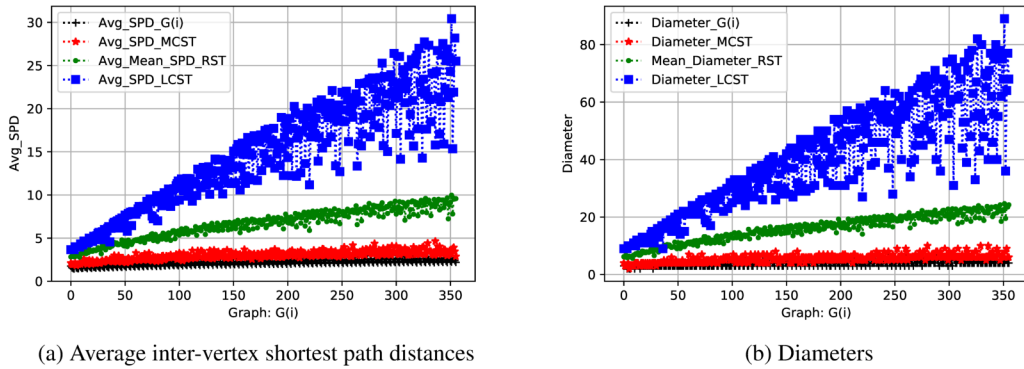 Avg_SPD_G(i)
Avg_SPD_MCST
Avg_Mean_SPD_RST
Avg_SPD_LCST
30
25
20
15
10
5
0
Avg_SPD
0 50 100 150 200 250 300 350
Graph: G(i)
(a) Average inter-vertex shortest path distances
Diameter_G(i)
Diameter_MCST
Mean_Diameter_RST
Diameter_LCST
80
60
40
20
0
Diameter
0 50 100 150 200 250 300 350
Graph: G(i)
(b) Diameters